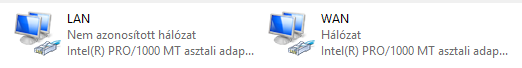 LAN
Nem azonosított hálózat
Intel(R) PRO/1000 MT asztali adap...
WAN
Hálózat
Intel(R) PRO/1000 MT asztali adap...